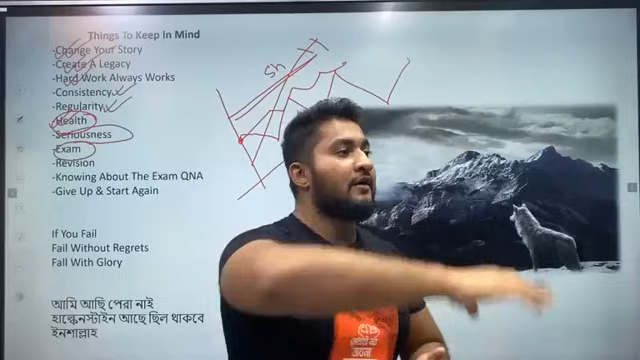 Things To Keep In Mind
-Change Your Story
-Create A Legacy
-Hard Work Always Works
-Consistency
-Regularity
-Health
-Seriousness
-Exam
-Revision
-Knowing About The Exam QNA
-Give Up & Start Again
If You Fail
Fail Without Regrets
Fall With Glory
আমি আছি পেরা নাই
হাল্কেনস্টাইন আছে ছিল থাকবে
ইনশাল্লাহ